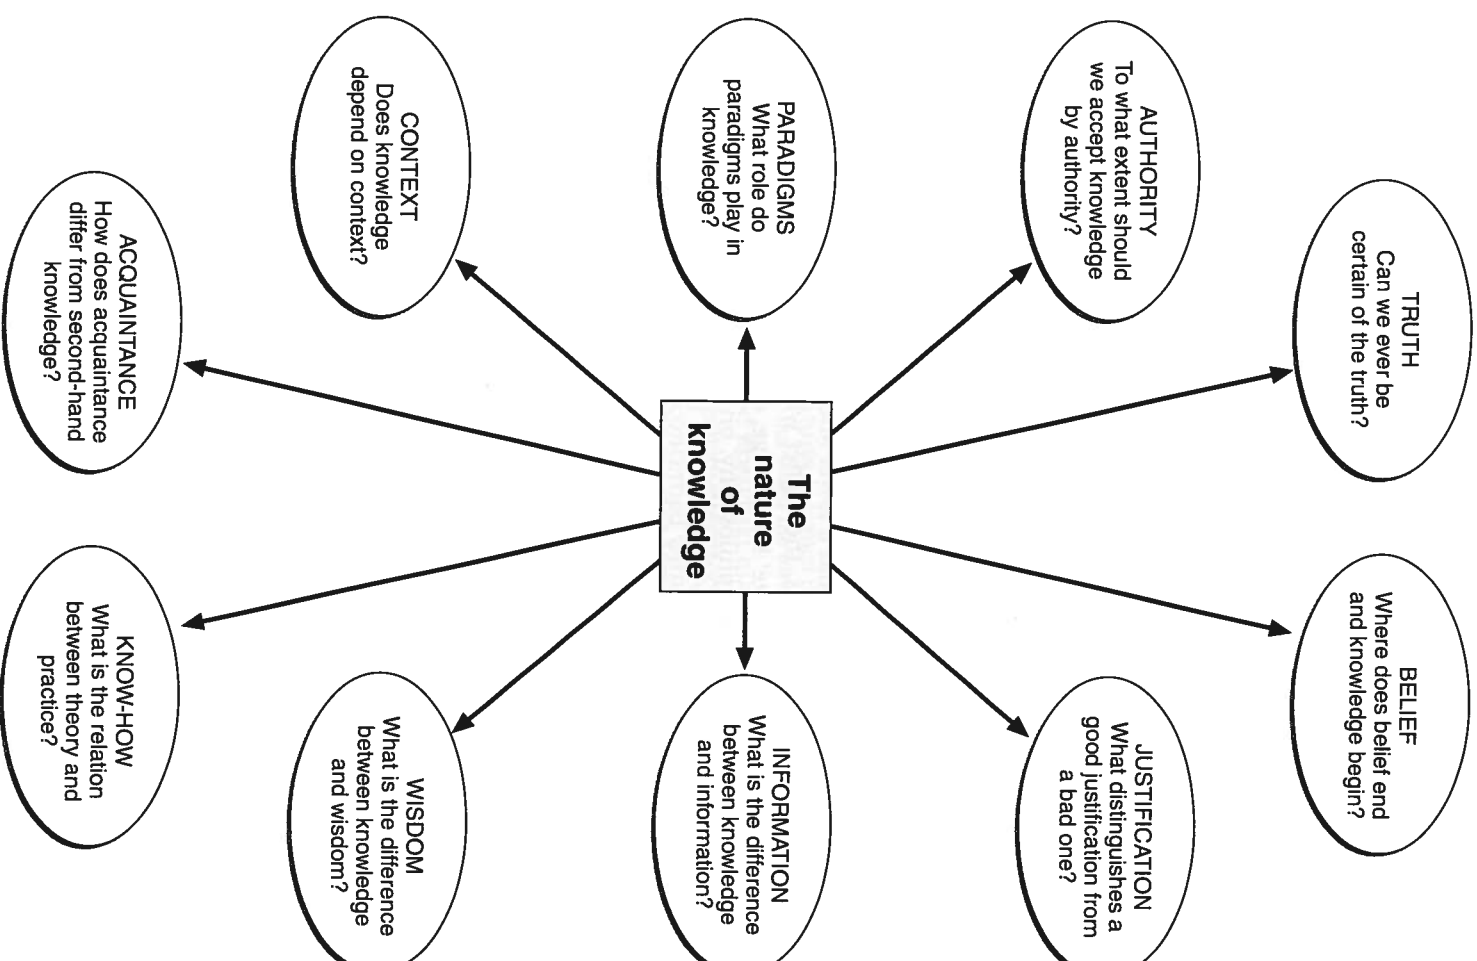 TRUTH
Can we ever be
certain of the truth?
BELIEF
Where does belief end
and knowledge begin?
AUTHORITY
To what extent should
we accept knowledge
by authority?
JUSTIFICATION
What distinguishes a
good justification from
a bad one?
PARADIGMS
What role do
paradigms play in
knowledge?
The
nature
of
knowledge
INFORMATION
What is the difference
between knowledge
and information?
CONTEXT
Does knowledge
depend on context?
WISDOM
What is the difference
between knowledge
and wisdom?
ACQUAINTANCE
How does acquaintance
differ from second-hand
knowledge?
KNOW-HOW
What is the relation
between theory and
practice?